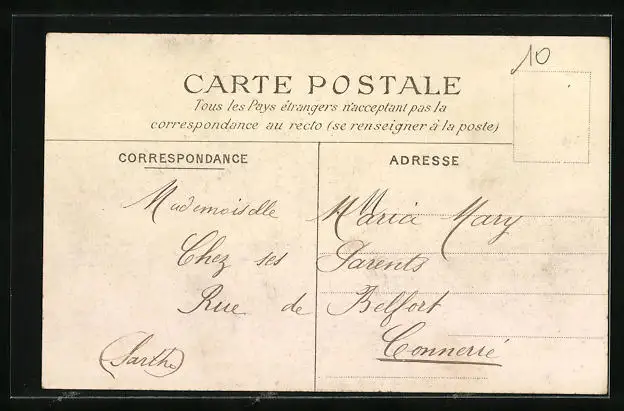 10
CARTE POSTALE
Tous les Pays étrangers n'acceptant pas la
correspondance au recto (se renseigner à la poste)
CORRESPONDANCE
ADRESSE
Mademoiselle Maria Mary
Chez ses Parents
Rue de Belfort
Connerré
(Sarthe)